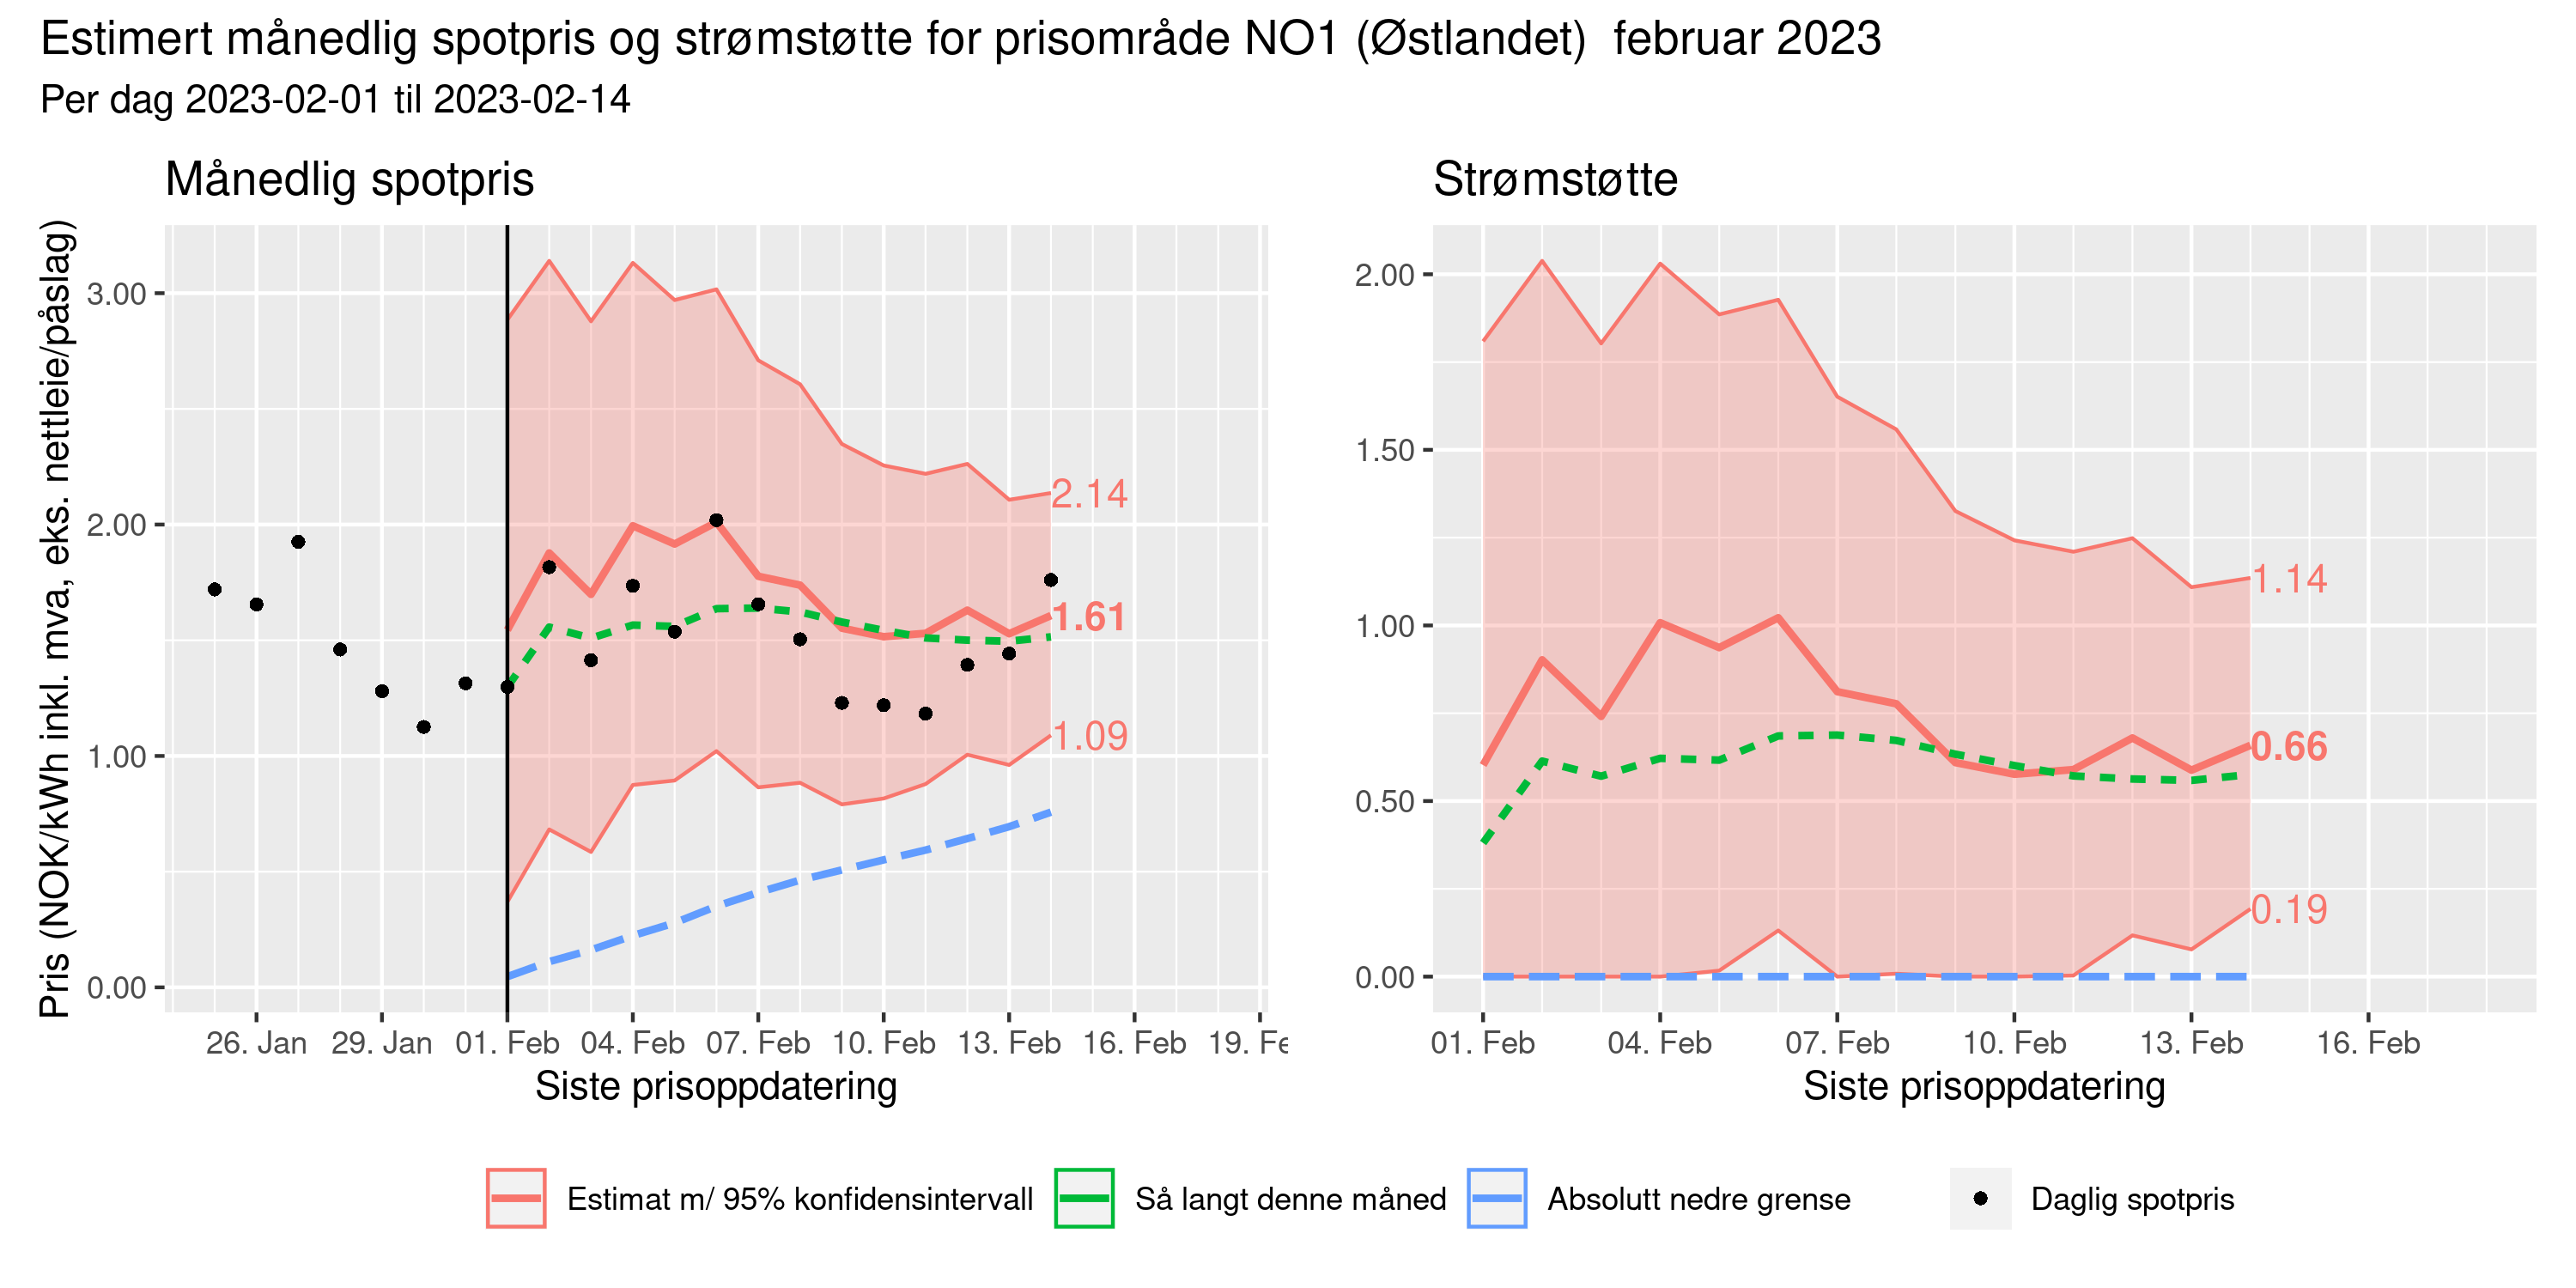 Estimert månedlig spotpris og strømstøtte for prisområde NO1 (Østlandet) februar 2023
Per dag 2023-02-01 til 2023-02-14
Månedlig spotpris
Pris (NOK/kWh inkl. mva, eks. nettleie/påslag)
3.00
2.00
1.00
0.00
2.14
1.61
1.09
26. Jan 29. Jan 01. Feb 04. Feb 07. Feb 10. Feb 13. Feb 16. Feb 19. Fe
Siste prisoppdatering
Strømstøtte
2.00
1.50
1.00
0.50
0.00
1.14
0.66
0.19
01. Feb 04. Feb 07. Feb 10. Feb 13. Feb 16. Feb
Siste prisoppdatering
Estimat m/ 95% konfidensintervall Så langt denne måned Absolutt nedre grense Daglig spotpris